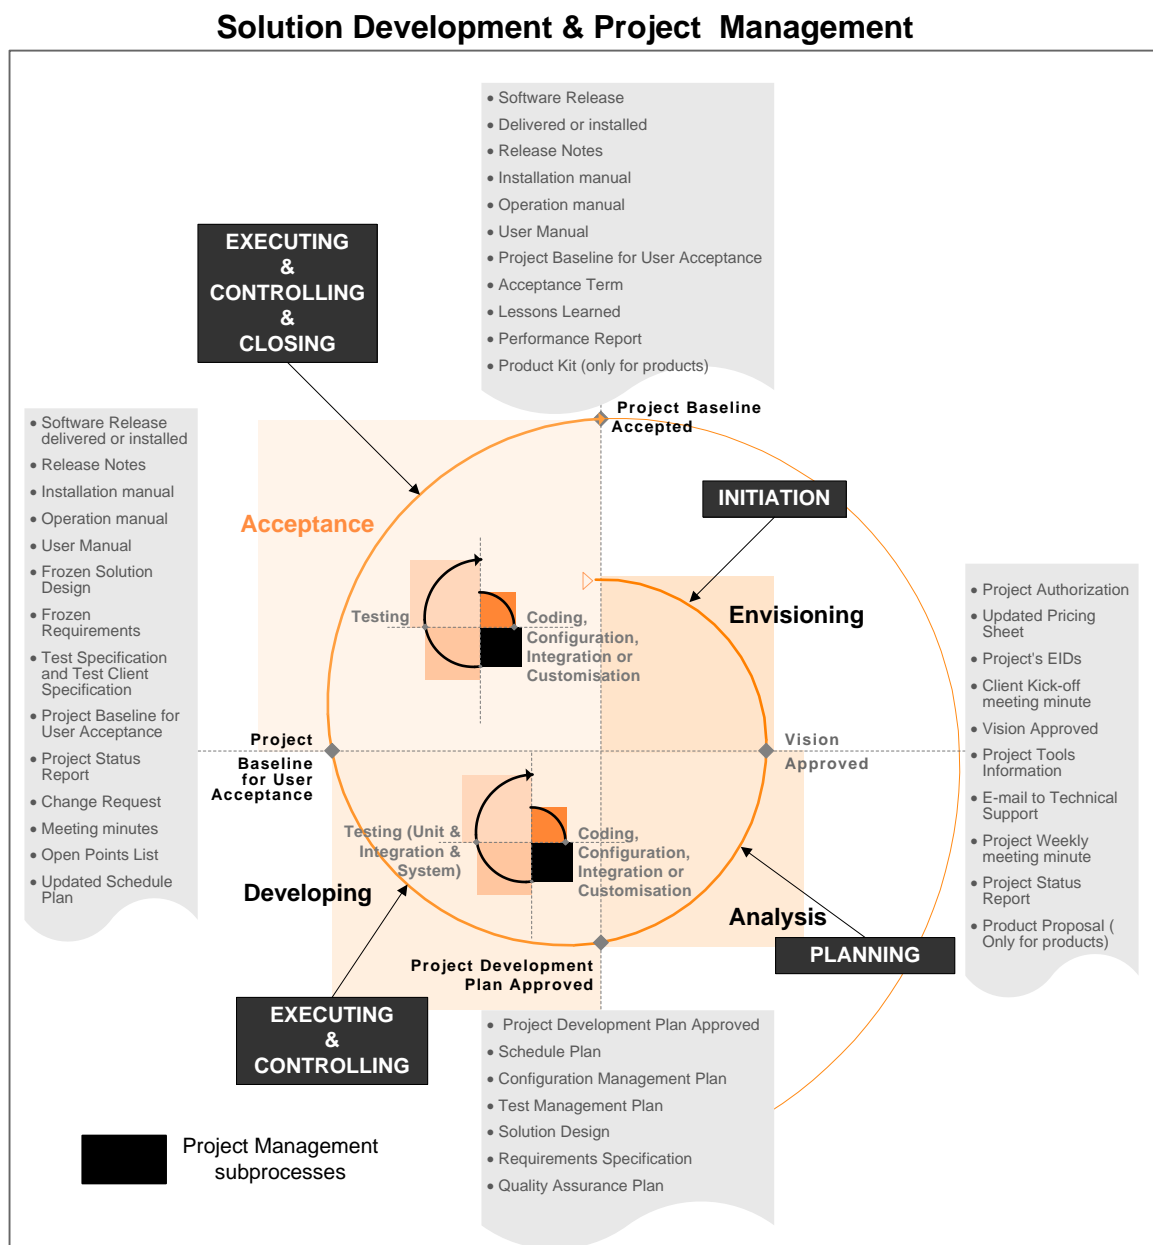 Solution Development & Project  Management
• Software Release
• Delivered or installed
• Release Notes
• Installation manual
• Operation manual
• User Manual
• Project Baseline for User Acceptance
• Acceptance Term
• Lessons Learned
• Performance Report
• Product Kit (only for products)
EXECUTING
&
CONTROLLING
&
CLOSING
Project Baseline
Accepted
• Software Release
delivered or installed
• Release Notes
• Installation manual
• Operation manual
• User Manual
• Frozen Solution
Design
• Frozen
Requirements
• Test Specification
and Test Client
Specification
• Project Baseline for
User Acceptance
• Project Status
Report
• Change Request
• Meeting minutes
• Open Points List
• Updated Schedule
Plan
Acceptance
INITIATION
Envisioning
Testing
Coding,
Configuration,
Integration or
Customisation
• Project Authorization
• Updated Pricing
Sheet
• Project's EIDs
• Client Kick-off
meeting minute
• Vision Approved
• Project Tools
Information
• E-mail to Technical
Support
• Project Weekly
meeting minute
• Project Status
Report
• Product Proposal (
Only for products)
Project
Baseline
for User
Acceptance
Vision
Approved
Testing (Unit &
Integration &
System)
Coding,
Configuration,
Integration or
Customisation
Developing
Analysis
PLANNING
Project Development
Plan Approved
EXECUTING
&
CONTROLLING
• Project Development Plan Approved
• Schedule Plan
• Configuration Management Plan
• Test Management Plan
• Solution Design
• Requirements Specification
• Quality Assurance Plan
Project Management
subprocesses